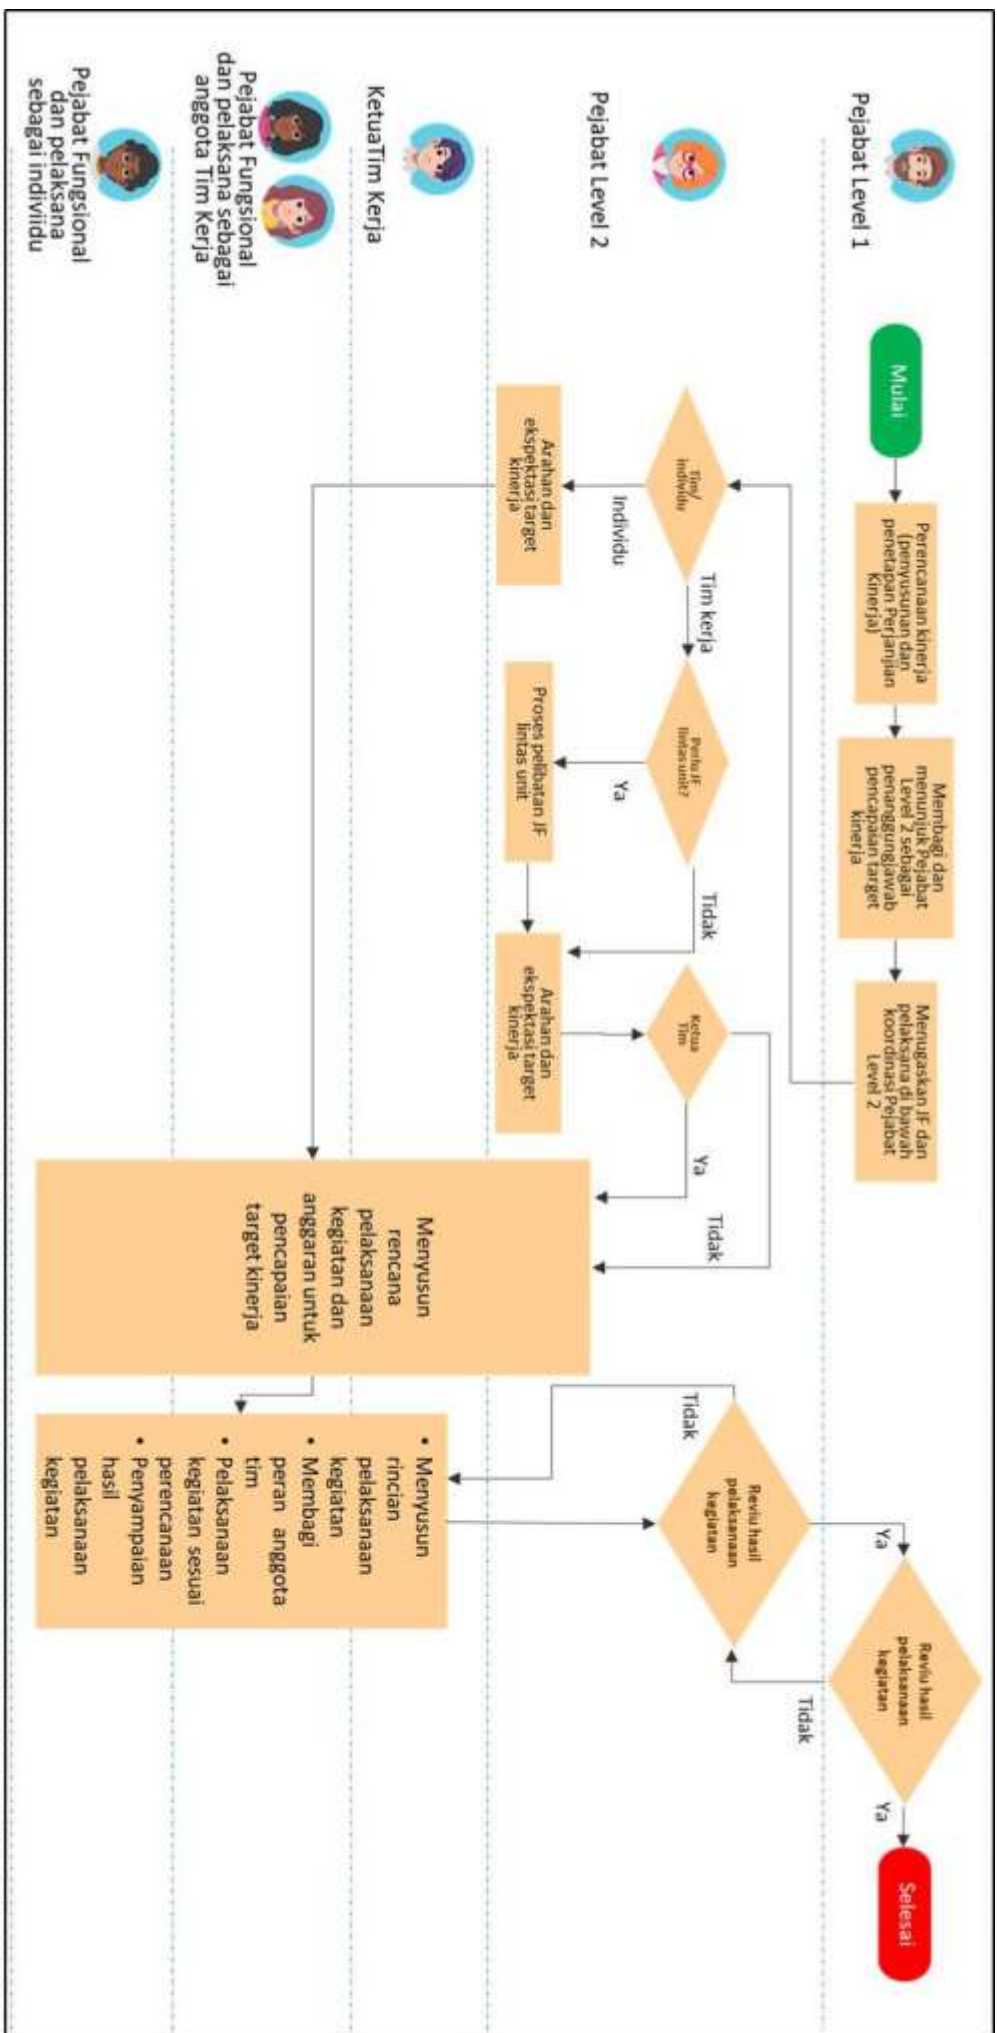 Pejabat Level 1
Mulai
Perencanaan kinerja
(penyusunan dan
penetapan Perjanjian
Kinerja)
Membagi dan
menunjuk Pejabat
Level 2 sebagai
penanggungjawab
pencapaian target
kinerja
Menugaskan JF dan
pelaksana di bawah
koordinasi Pejabat
Level 2
Reviu hasil
pelaksanaan
kegiatan
Ya
Ya
Tidak
Selesai
Pejabat Level 2
Tim/
individu
Tim kerja
Individu
Arahan dan
ekspektasi target
kinerja
Perlu JF
lintas unit?
Ya
Tidak
Proses pelibatan JF
lintas unit
Arahan dan
ekspektasi target
kinerja
Ketua
Tim
Ya
Tidak
Reviu hasil
pelaksanaan
kegiatan
Tidak
KetuaTim Kerja
Pejabat Fungsional
dan pelaksana sebagai
anggota Tim Kerja
Pejabat Fungsional
dan pelaksana
sebagai indiviidu
Menyusun
rencana
pelaksanaan
kegiatan dan
anggaran untuk
pencapaian
target kinerja
• Menyusun
rincian
pelaksanaan
kegiatan
• Membagi
peran anggota
tim
• Pelaksanaan
kegiatan sesuai
perencanaan
• Penyampaian
hasil
pelaksanaan
kegiatan